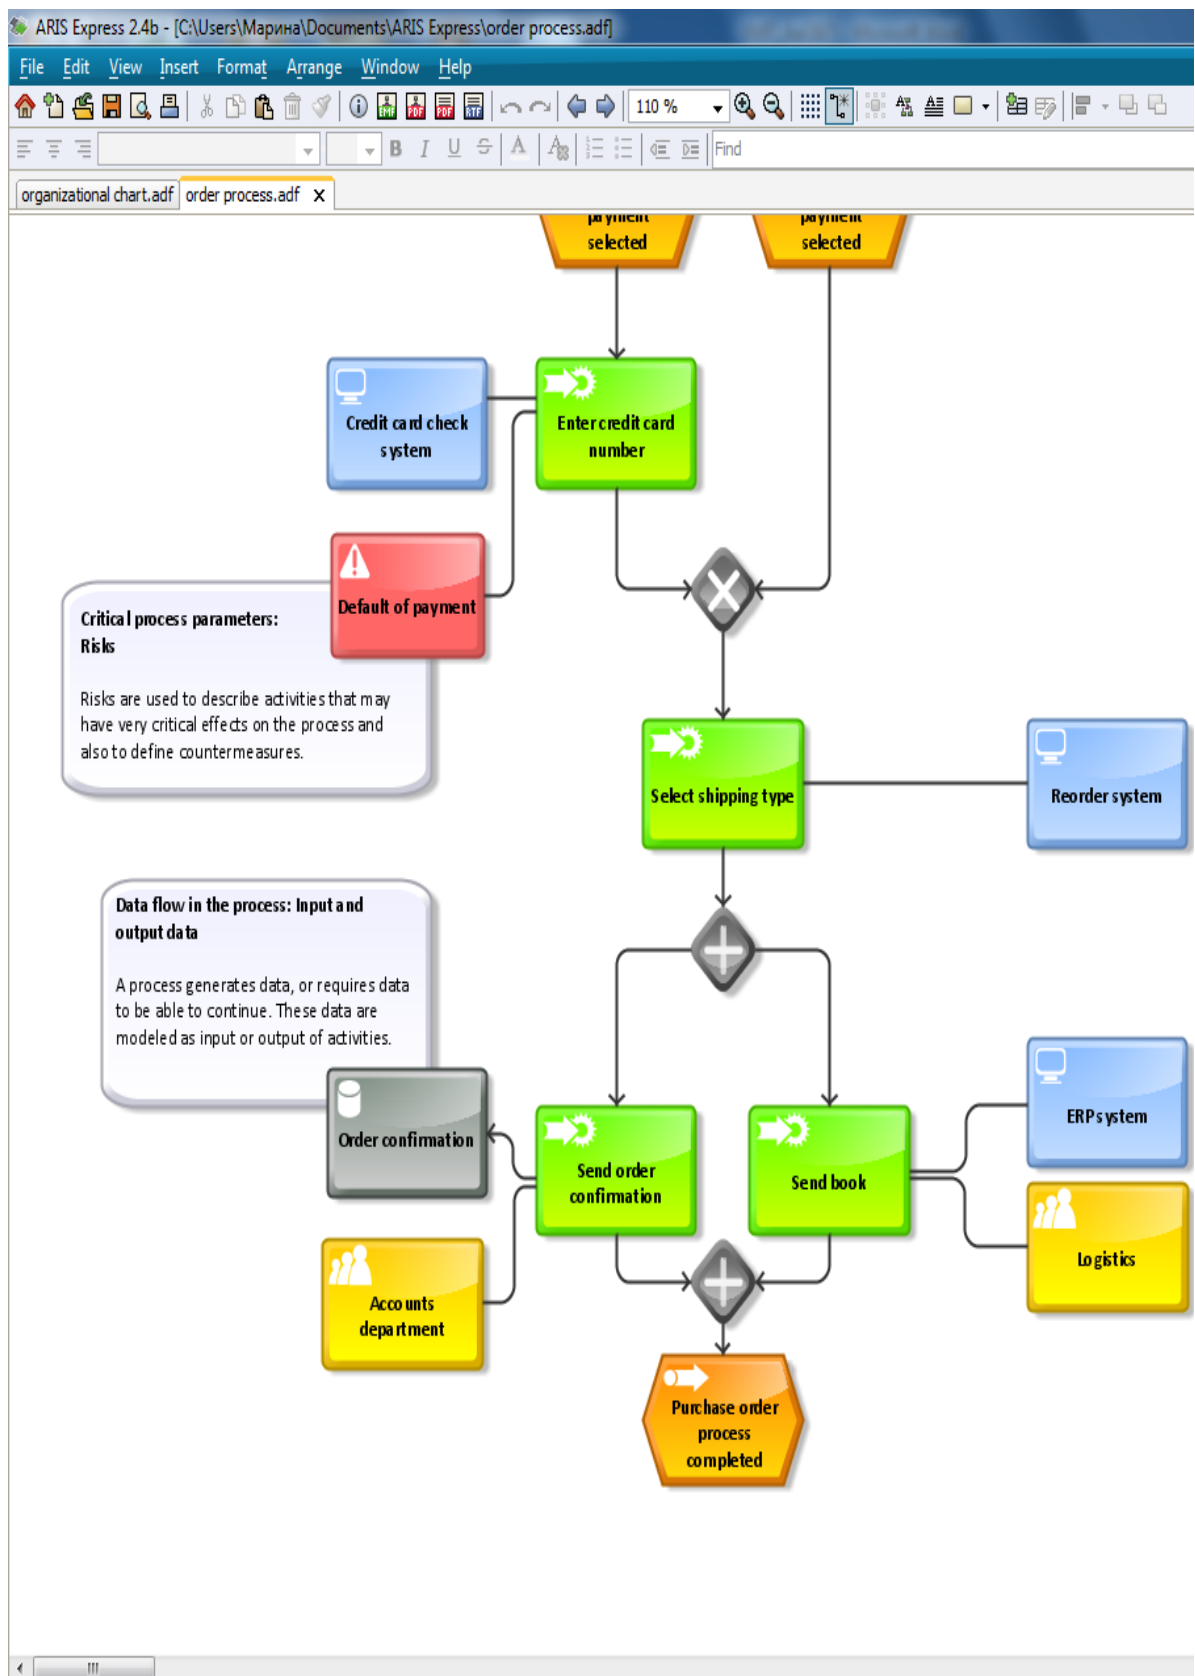 ARIS Express 2.4b - [C:\Users\Марина\Documents\ARIS Express\order process.adf]
File Edit View Insert Format Arrange Window Help
EMF PDF PDF RTF 110 %
B I U S A Find
organizational chart.adf order process.adf X
payment
selected
payment
selected
Credit card check
system
Enter credit card
number
Default of payment
Critical process parameters:
Risks
Risks are used to describe activities that may
have very critical effects on the process and
also to define countermeasures.
Select shipping type
Reorder system
Data flow in the process: Input and
output data
A process generates data, or requires data
to be able to continue. These data are
modeled as input or output of activities.
Order confirmation
Send order
confirmation
Send book
ERP system
Logistics
Accounts
department
Purchase order
process
completed